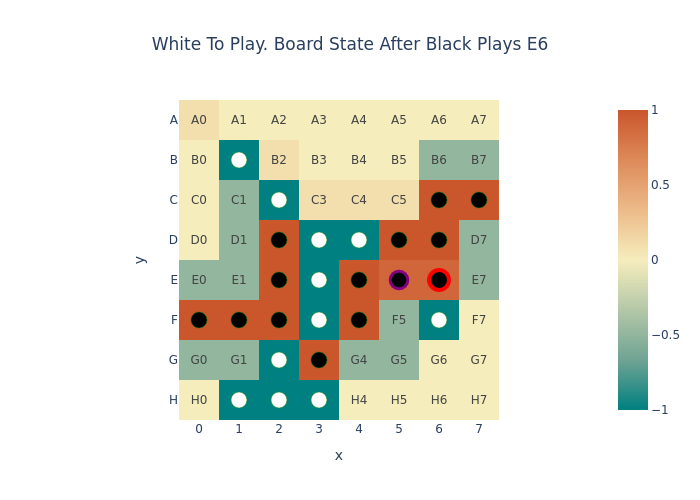 White To Play. Board State After Black Plays E6
A A0 A1 A2 A3 A4 A5 A6 A7
B B0 B2 B3 B4 B5 B6 B7
C C0 C1 C3 C4 C5
D D0 D1 D7
E E0 E1 E7
F F5 F7
G G0 G1 G4 G5 G6 G7
H H0 H4 H5 H6 H7
0 1 2 3 4 5 6 7
x
y
1
0.5
0
−0.5
−1